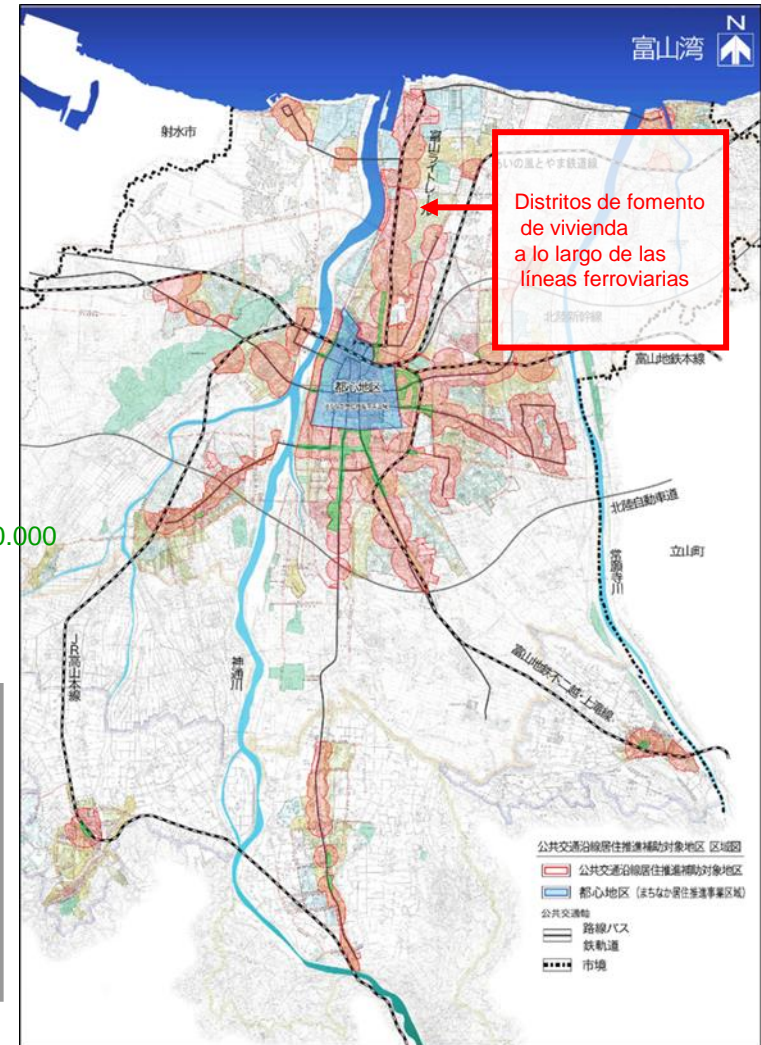 N
富山湾
射水市
富山ライトレール
あいの風とやま鉄道線
Distritos de fomento
de vivienda
a lo largo de las
líneas ferroviarias
北陸新幹線
富山地鉄本線
都心地区
0.000
北陸自動車道
立山町
常願寺川
JR高山本線
神通川
富山地鉄不二越・上滝線
公共交通沿線居住推進補助対象地区 区域図
公共交通沿線居住推進補助対象地区
都心地区 (まちなか居住推進事業区域)
公共交通軸
路線バス
鉄軌道
市境